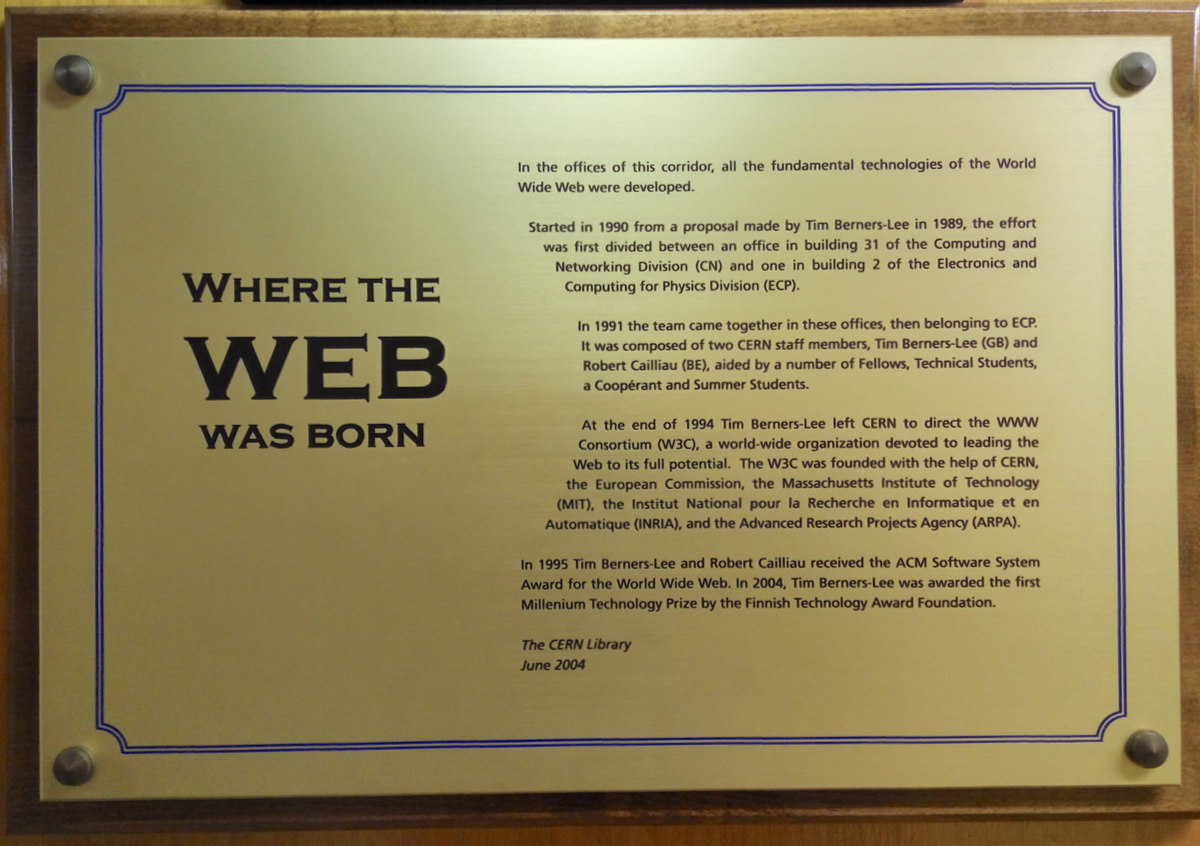 WHERE THE
WEB
WAS BORN
In the offices of this corridor, all the fundamental technologies of the World
Wide Web were developed.
Started in 1990 from a proposal made by Tim Berners-Lee in 1989, the effort
was first divided between an office in building 31 of the Computing and
Networking Division (CN) and one in building 2 of the Electronics and
Computing for Physics Division (ECP).
In 1991 the team came together in these offices, then belonging to ECP.
It was composed of two CERN staff members, Tim Berners-Lee (GB) and
Robert Cailliau (BE), aided by a number of Fellows, Technical Students,
a Coopérant and Summer Students.
At the end of 1994 Tim Berners-Lee left CERN to direct the WWW
Consortium (W3C), a world-wide organization devoted to leading the
Web to its full potential. The W3C was founded with the help of CERN,
the European Commission, the Massachusetts Institute of Technology
(MIT), the Institut National pour la Recherche en Informatique et en
Automatique (INRIA), and the Advanced Research Projects Agency (ARPA).
In 1995 Tim Berners-Lee and Robert Cailliau received the ACM Software System
Award for the World Wide Web. In 2004, Tim Berners-Lee was awarded the first
Millenium Technology Prize by the Finnish Technology Award Foundation.
The CERN Library
June 2004